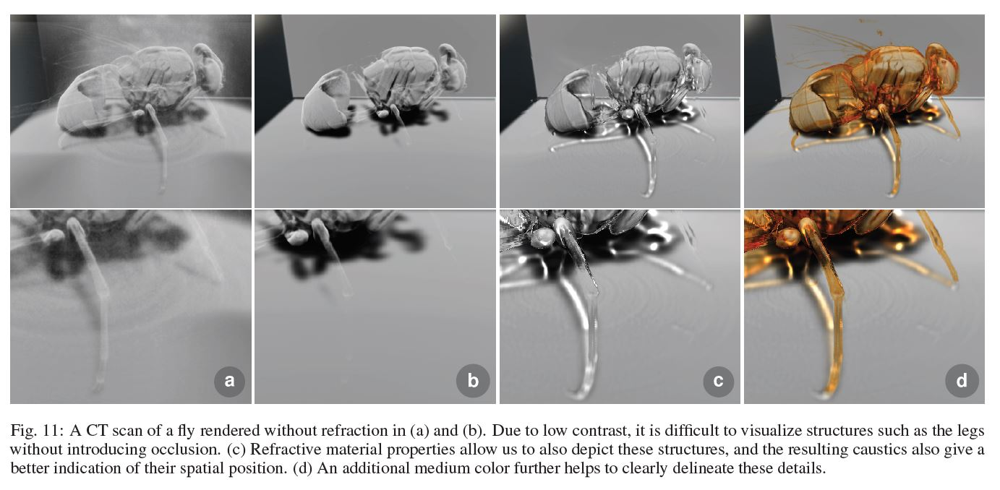 a
b
c
d
Fig. 11: A CT scan of a fly rendered without refraction in (a) and (b). Due to low contrast, it is difficult to visualize structures such as the legs
without introducing occlusion. (c) Refractive material properties allow us to also depict these structures, and the resulting caustics also give a
better indication of their spatial position. (d) An additional medium color further helps to clearly delineate these details.